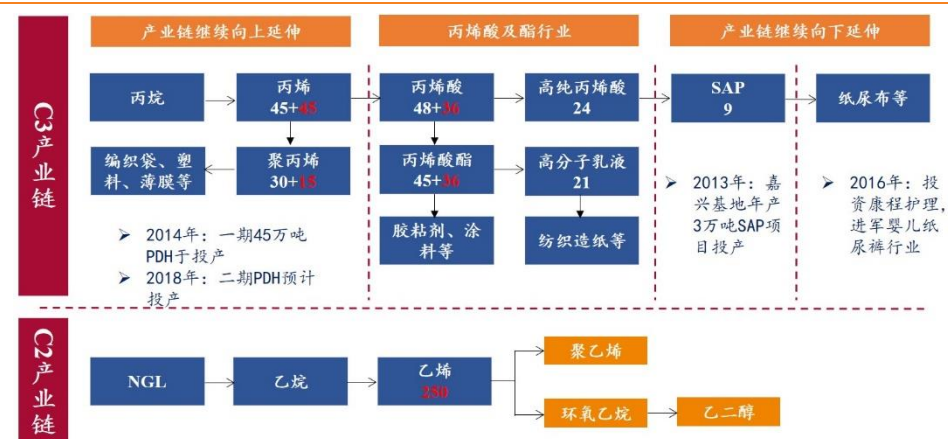 产业链继续向上延伸
丙烯酸及酯行业
产业链继续向下延伸
C3产业链
丙烷
丙烯
45+45
丙烯酸
48+36
高纯丙烯酸
24
SAP
9
纸尿布等
编织袋、塑
料、薄膜等
聚丙烯
30+15
丙烯酸酯
45+36
高分子乳液
21
胶粘剂、涂
料等
纺织造纸等
➢ 2014年：一期45万吨
PDH于投产
➢ 2018年：二期PDH预计
投产
➢ 2013年：嘉
兴基地年产
3万吨SAP项
目投产
➢ 2016年：投
资康程护理，
进军婴儿纸
尿裤行业
C2产业链
NGL
乙烷
乙烯
250
聚乙烯
环氧乙烷
乙二醇